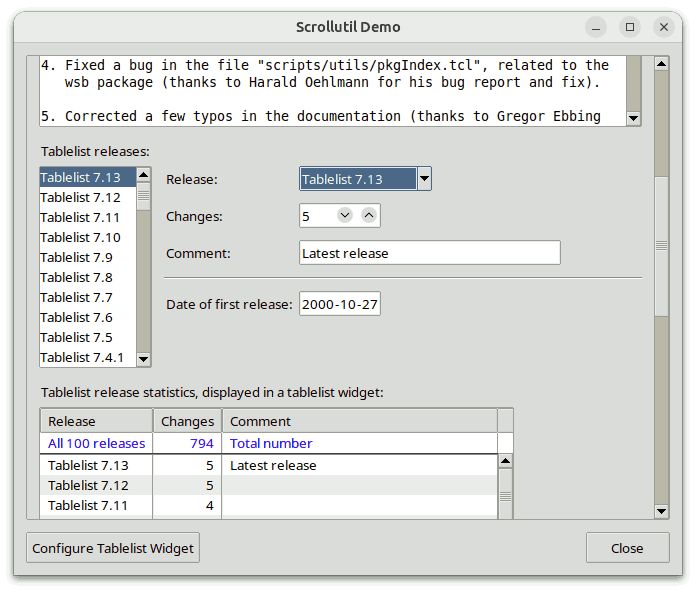 Scrollutil Demo
4. Fixed a bug in the file "scripts/utils/pkgIndex.tcl", related to the
wsb package (thanks to Harald Oehlmann for his bug report and fix).
5. Corrected a few typos in the documentation (thanks to Gregor Ebbing
Tablelist releases:
Tablelist 7.13
Tablelist 7.12
Tablelist 7.11
Tablelist 7.10
Tablelist 7.9
Tablelist 7.8
Tablelist 7.7
Tablelist 7.6
Tablelist 7.5
Tablelist 7.4.1
Release: Tablelist 7.13
Changes: 5
Comment: Latest release
Date of first release: 2000-10-27
Tablelist release statistics, displayed in a tablelist widget:
Release Changes Comment
All 100 releases 794 Total number
Tablelist 7.13 5 Latest release
Tablelist 7.12 5
Tablelist 7.11 4
Configure Tablelist Widget Close